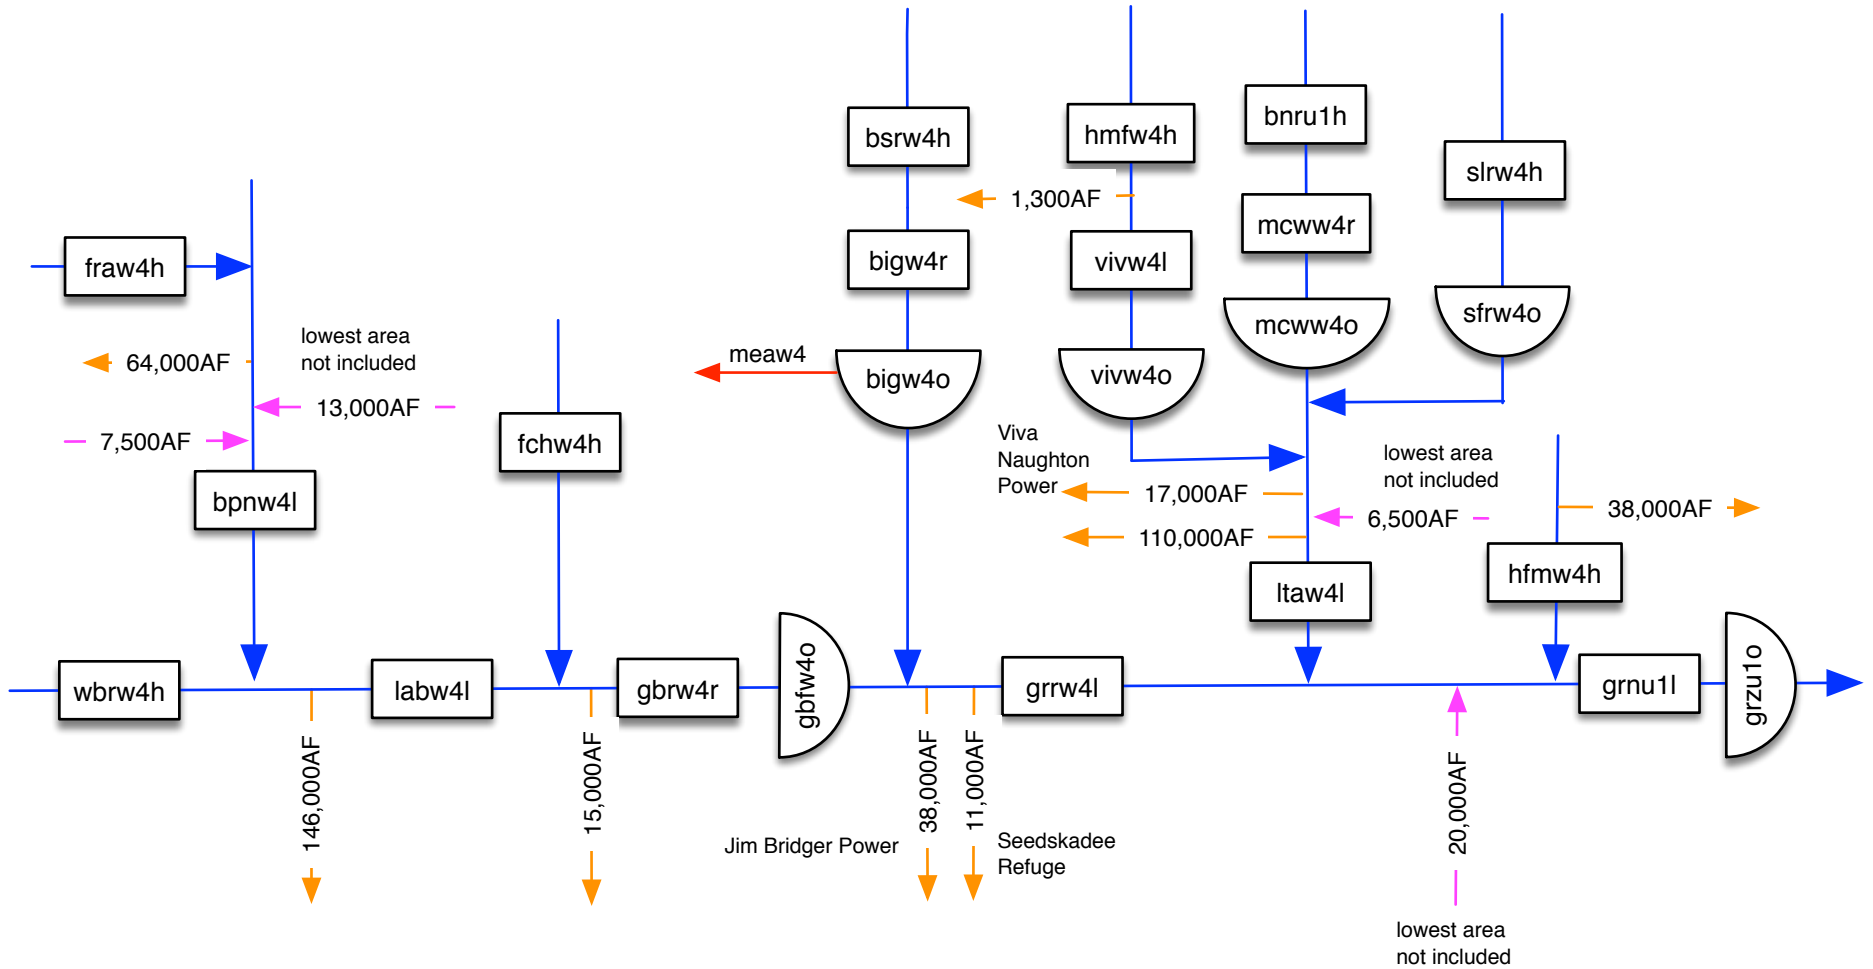 bsrw4h
hmfw4h
bnru1h
slrw4h
1,300AF
mcww4r
fraw4h
bigw4r
vivw4l
mcww4o
sfrw4o
lowest area
not included
64,000AF
meaw4
bigw4o
vivw4o
13,000AF
7,500AF
fchw4h
Viva
Naughton
Power
lowest area
not included
17,000AF
6,500AF
38,000AF
bpnw4l
110,000AF
hfmw4h
ltaw4l
wbrw4h
labw4l
gbrw4r
gbfw4o
grrw4l
grnu1l
grzu1o
146,000AF
15,000AF
38,000AF
11,000AF
20,000AF
Jim Bridger Power
Seedskadee
Refuge
lowest area
not included